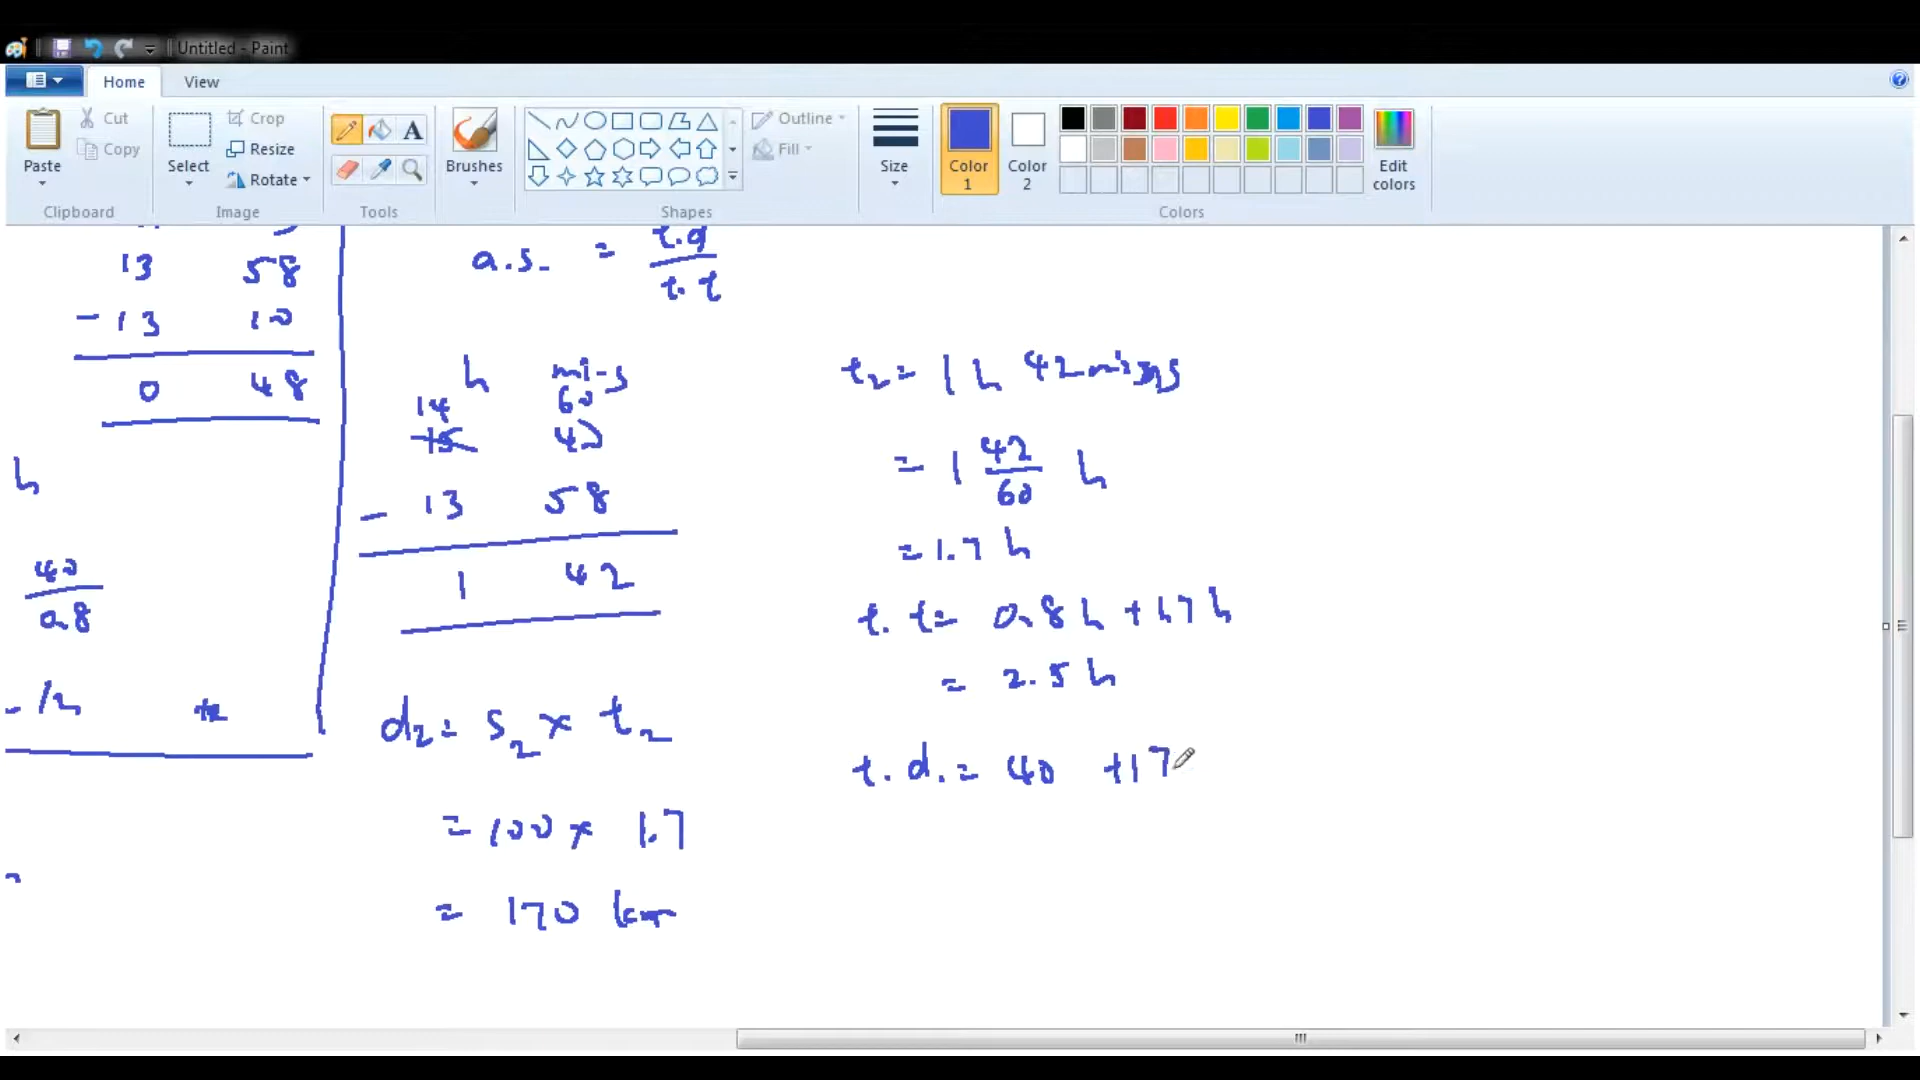 Untitled - Paint
Home View
Paste
Cut
Copy
Clipboard
Select
Crop
Resize
Rotate
Image
A
Tools
Brushes
Shapes
Outline
Fill
Size
Color 1
Color 2
Edit colors
Colors
13 58
- 13 10
0 48
h
40
0.8
/h
=
a.s. = t.d
t.t
h mins
14 60
15 40
- 13 58
1 42
d2 = s2 x t2
= 100 x 1.7
= 170 km
t2 = 1 h 42 mins
= 1 42 h
60
= 1.7 h
t. t = 0.8 h + 1.7 h
= 2.5 h
t. d. = 40 + 17